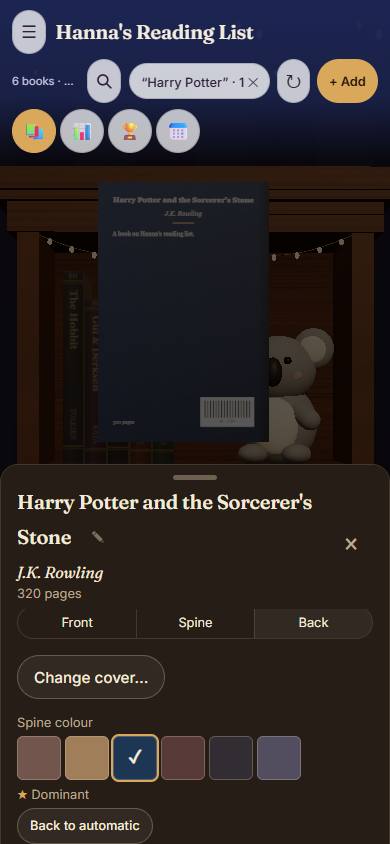 Hanna's Reading List
6 books · ...
“Harry Potter” · 1
+ Add
Harry Potter and the Sorcerer's Stone
J.K. Rowling
A book on Hanna's reading list.
The Hobbit
320 pages
Harry Potter and the Sorcerer's
Stone
J.K. Rowling
320 pages
Front
Spine
Back
Change cover...
Spine colour
★ Dominant
Back to automatic